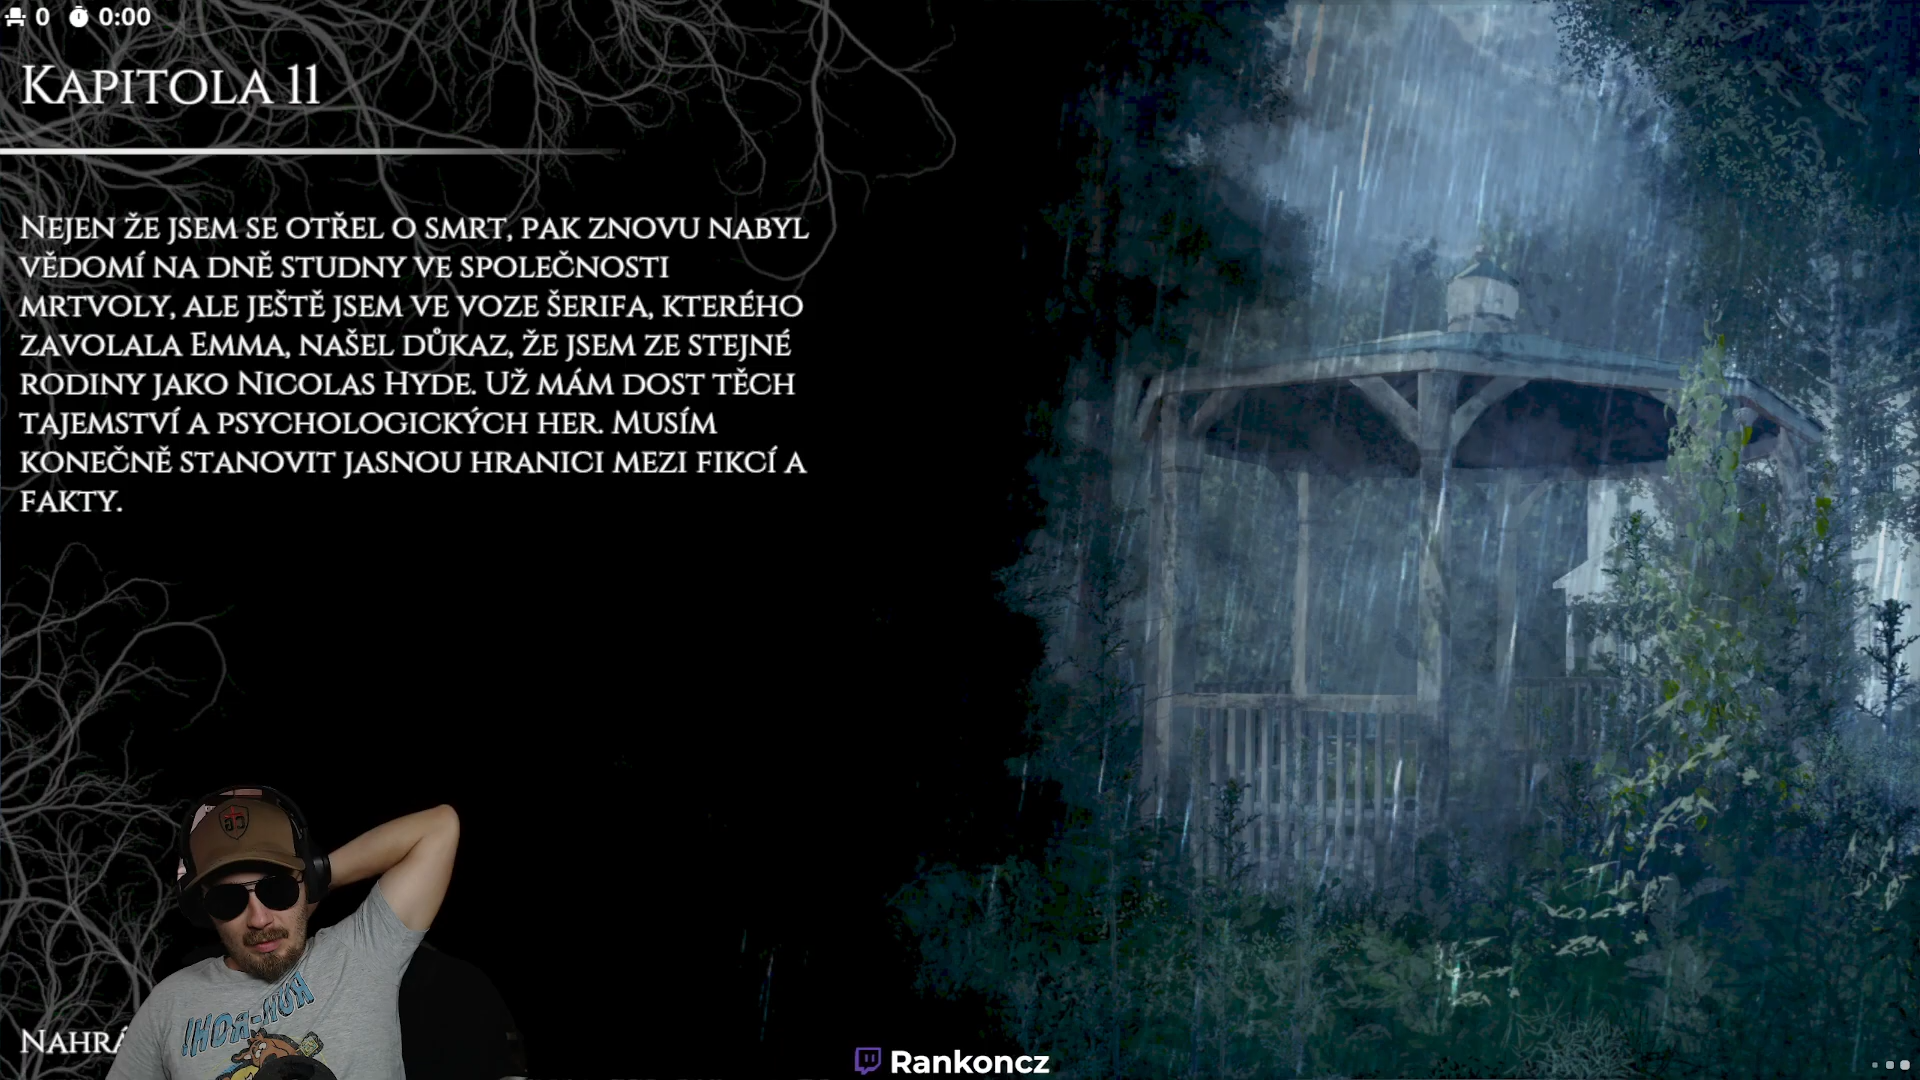 0 0:00
Kapitola 11
Nejen že jsem se otřel o smrt, pak znovu nabyl
vědomí na dně studny ve společnosti
mrtvoly, ale ještě jsem ve voze šerifa, kterého
zavolala Emma, našel důkaz, že jsem ze stejné
rodiny jako Nicolas Hyde. Už mám dost těch
tajemství a psychologických her. Musím
konečně stanovit jasnou hranici mezi fikcí a
fakty.
Rankoncz